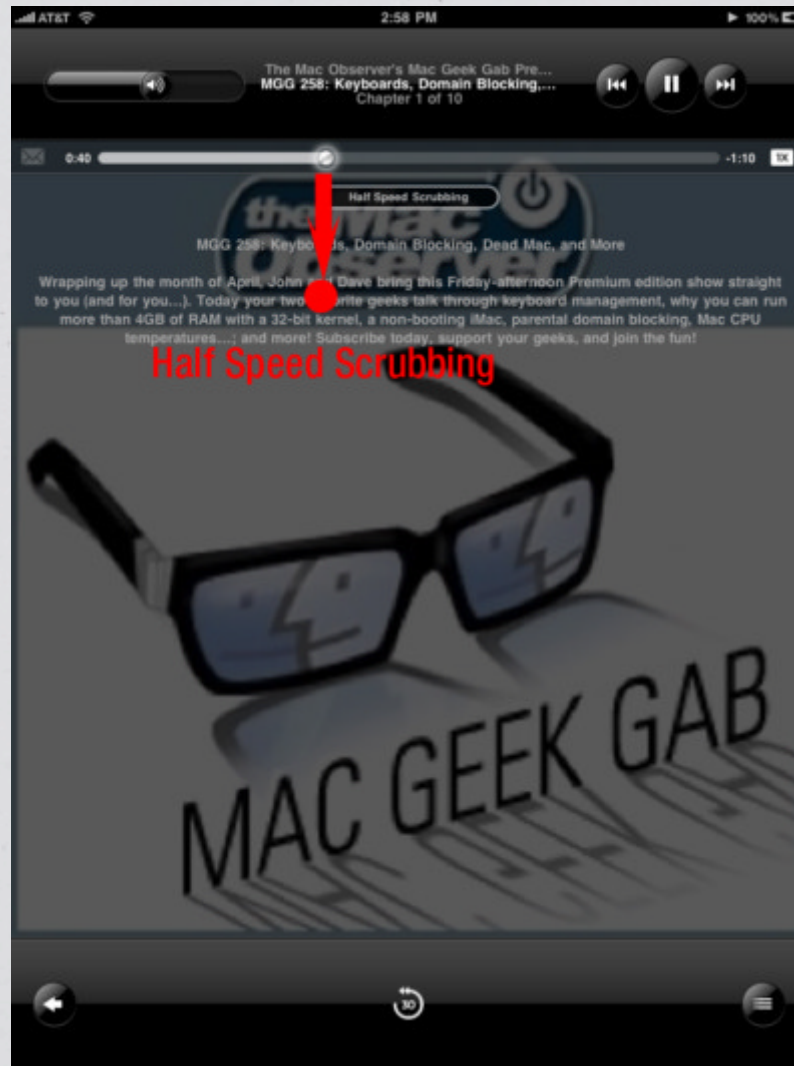 AT&T 2:58 PM 100%
The Mac Observer's Mac Geek Gab Pre...
MGG 258: Keyboards, Domain Blocking,...
Chapter 1 of 10
0:40 -1:10 1X
Half Speed Scrubbing
the Mac
Observer
MGG 258: Keyboards, Domain Blocking, Dead Mac, and More
Wrapping up the month of April, John Dave bring this Friday-afternoon Premium edition show straight
to you (and for you...). Today your two geeks talk through keyboard management, why you can run
more than 4GB of RAM with a 32-bit kernel, a non-booting iMac, parental domain blocking, Mac CPU
temperatures...; and more! Subscribe today, support your geeks, and join the fun!
Half Speed Scrubbing
MAC GEEK GAB
30